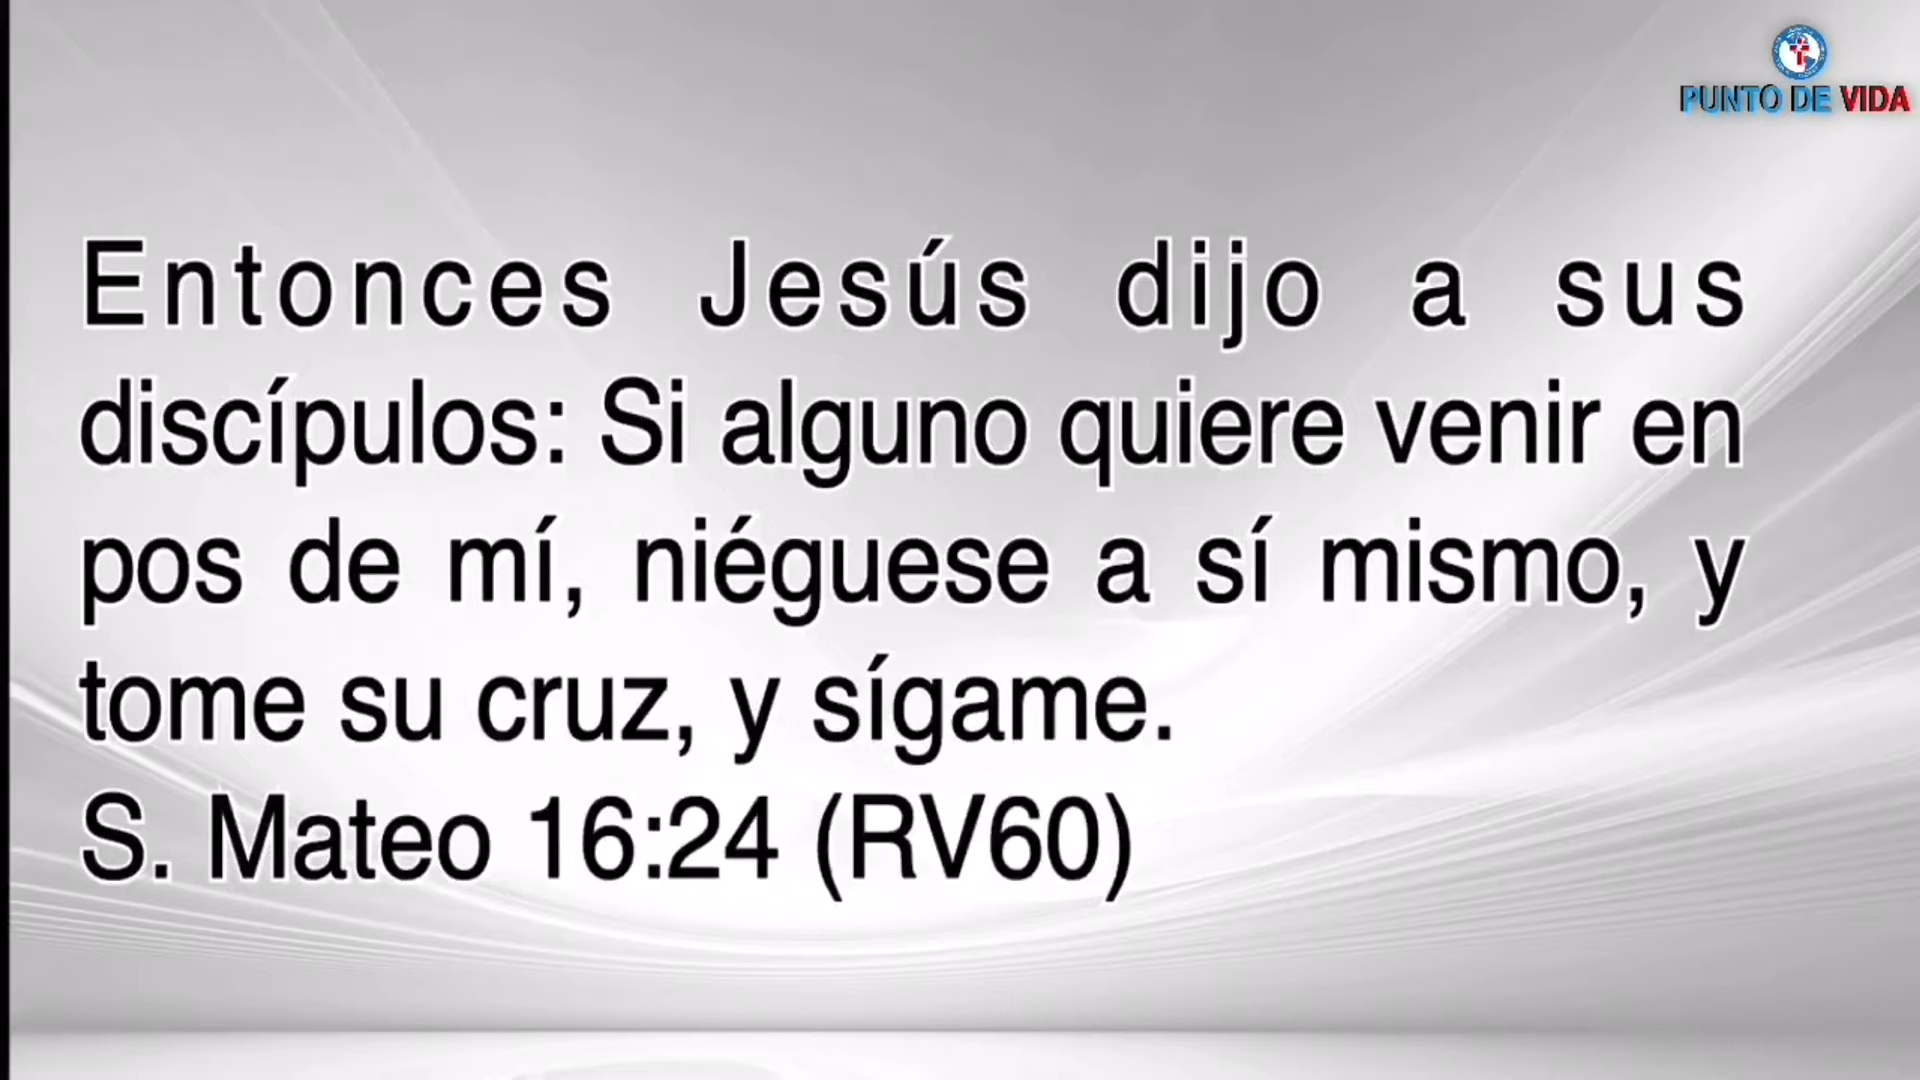 PUNTO DE VIDA
Entonces Jesús dijo a sus
discípulos: Si alguno quiere venir en
pos de mí, niéguese a sí mismo, y
tome su cruz, y sígame.
S. Mateo 16:24 (RV60)